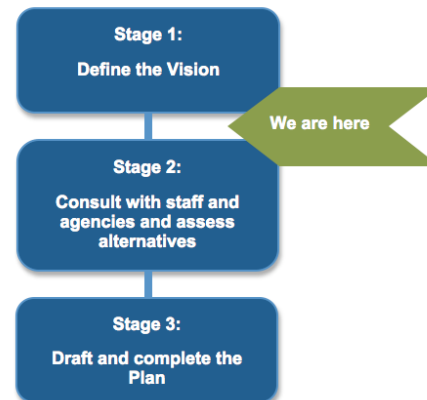 Stage 1:
Define the Vision
We are here
Stage 2:
Consult with staff and
agencies and assess
alternatives
Stage 3:
Draft and complete the
Plan